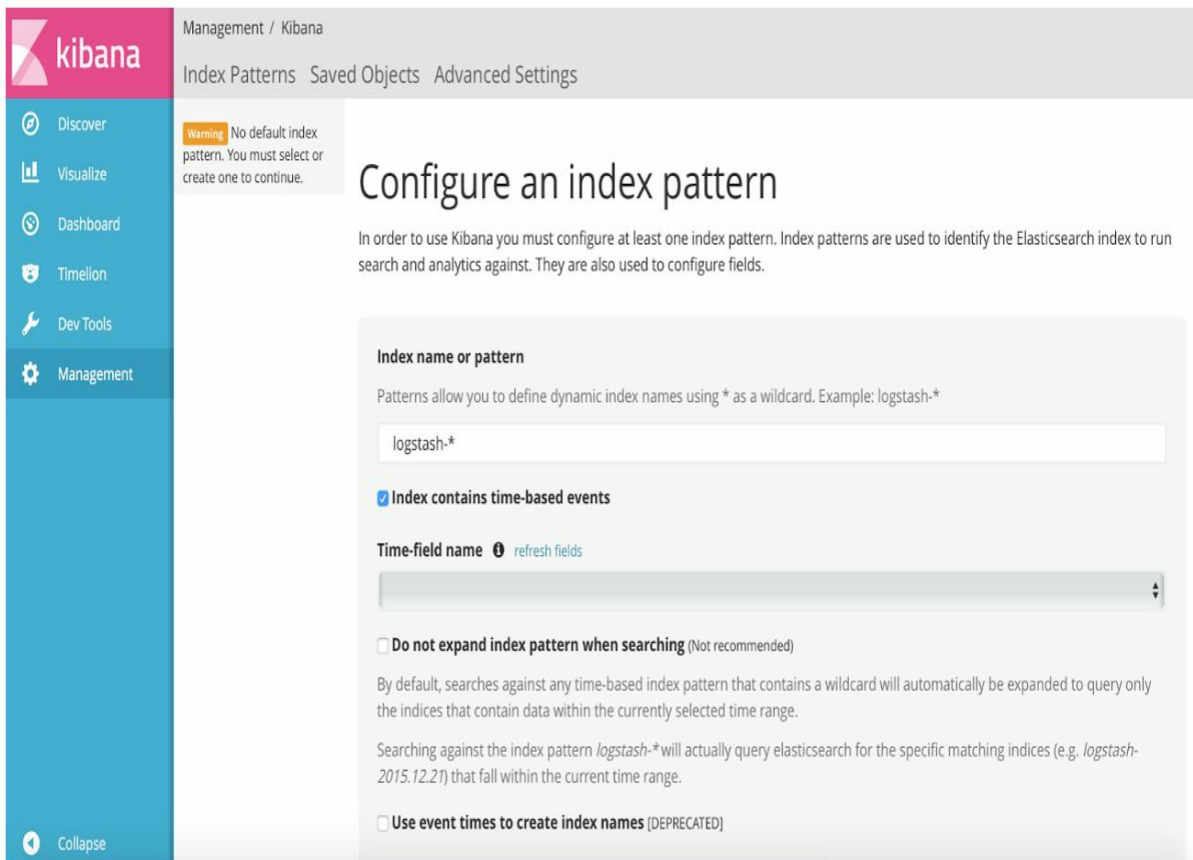 kibana
Management / Kibana
Index Patterns Saved Objects Advanced Settings
Discover
Visualize
Dashboard
Timelion
Dev Tools
Management
Collapse
Warning No default index
pattern. You must select or
create one to continue.
Configure an index pattern
In order to use Kibana you must configure at least one index pattern. Index patterns are used to identify the Elasticsearch index to run
search and analytics against. They are also used to configure fields.
Index name or pattern
Patterns allow you to define dynamic index names using * as a wildcard. Example: logstash-*
logstash-*
Index contains time-based events
Time-field name refresh fields
Do not expand index pattern when searching (Not recommended)
By default, searches against any time-based index pattern that contains a wildcard will automatically be expanded to query only
the indices that contain data within the currently selected time range.
Searching against the index pattern logstash-* will actually query elasticsearch for the specific matching indices (e.g. logstash-
2015.12.21) that fall within the current time range.
Use event times to create index names [DEPRECATED]